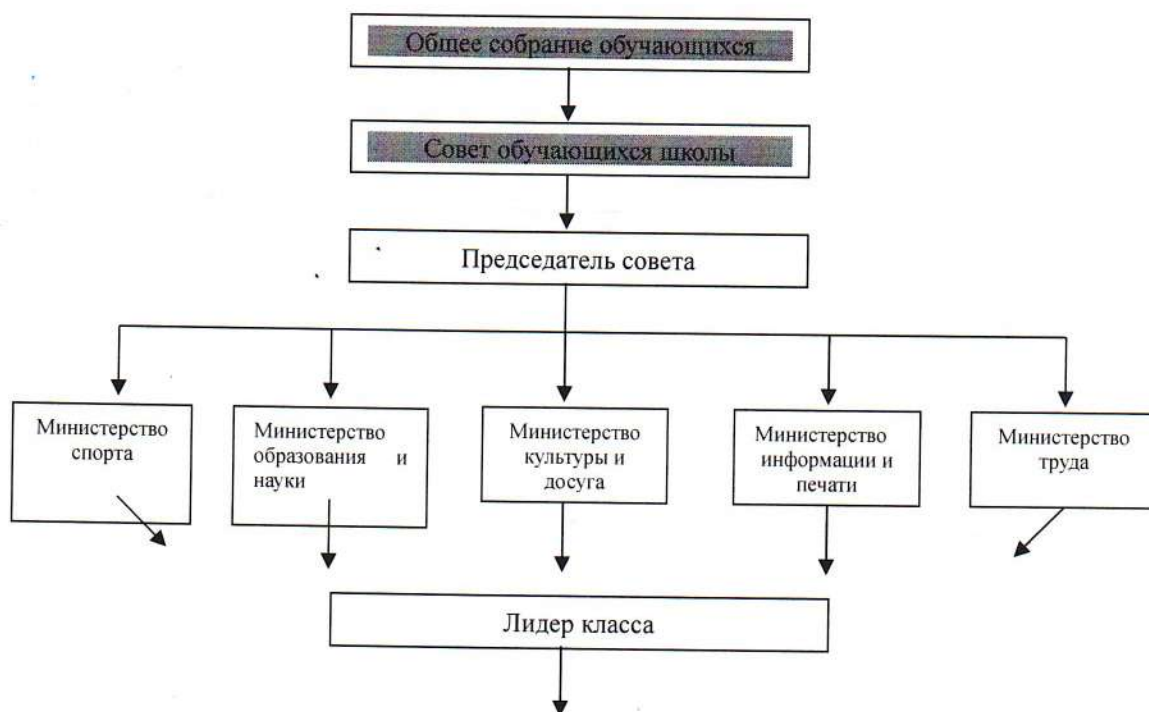 Общее собрание обучающихся
Совет обучающихся школы
Председатель совета
Министерство
спорта
Министерство
образования и
науки
Министерство
культуры и
досуга
Министерство
информации и
печати
Министерство
труда
Лидер класса